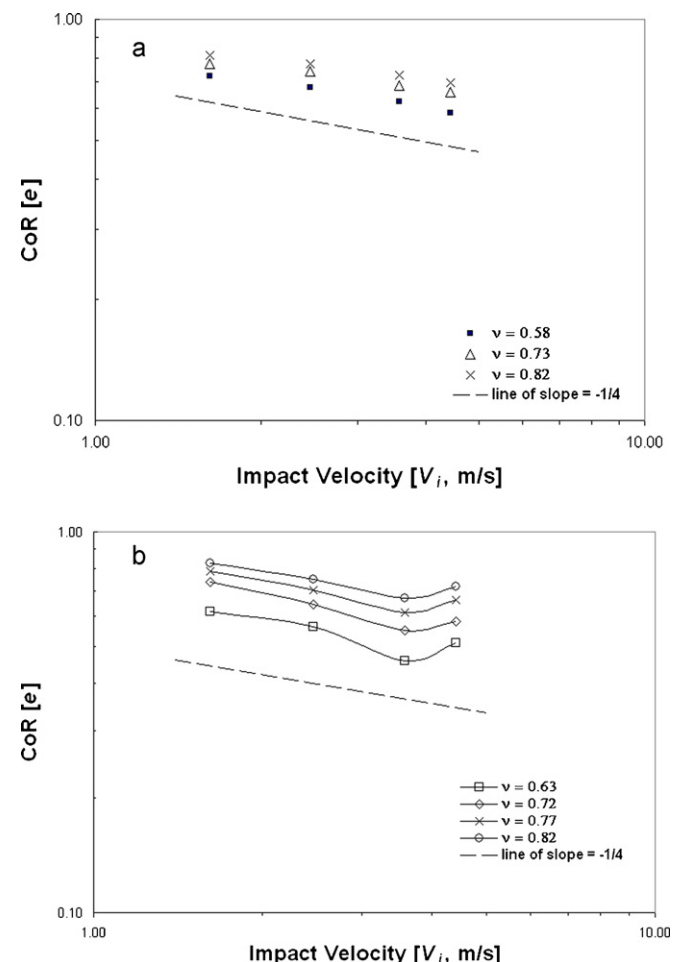 1.00
a
CoR [e]
ν = 0.58
ν = 0.73
ν = 0.82
line of slope = -1/4
0.10
1.00
10.00
Impact Velocity [V i, m/s]
1.00
b
CoR [e]
ν = 0.63
ν = 0.72
ν = 0.77
ν = 0.82
line of slope = -1/4
0.10
1.00
10.00
Impact Velocity [V i, m/s]